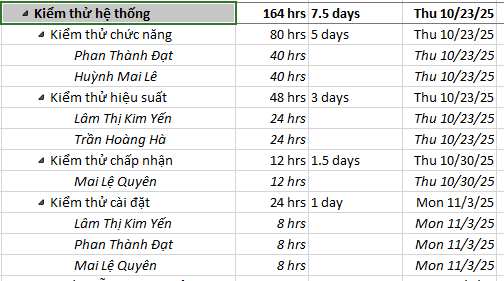 Kiểm thử hệ thống 164 hrs 7.5 days Thu 10/23/25
Kiểm thử chức năng 80 hrs 5 days Thu 10/23/25
Phan Thành Đạt 40 hrs Thu 10/23/25
Huỳnh Mai Lê 40 hrs Thu 10/23/25
Kiểm thử hiệu suất 48 hrs 3 days Thu 10/23/25
Lâm Thị Kim Yến 24 hrs Thu 10/23/25
Trần Hoàng Hà 24 hrs Thu 10/23/25
Kiểm thử chấp nhận 12 hrs 1.5 days Thu 10/30/25
Mai Lệ Quyên 12 hrs Thu 10/30/25
Kiểm thử cài đặt 24 hrs 1 day Mon 11/3/25
Lâm Thị Kim Yến 8 hrs Mon 11/3/25
Phan Thành Đạt 8 hrs Mon 11/3/25
Mai Lệ Quyên 8 hrs Mon 11/3/25